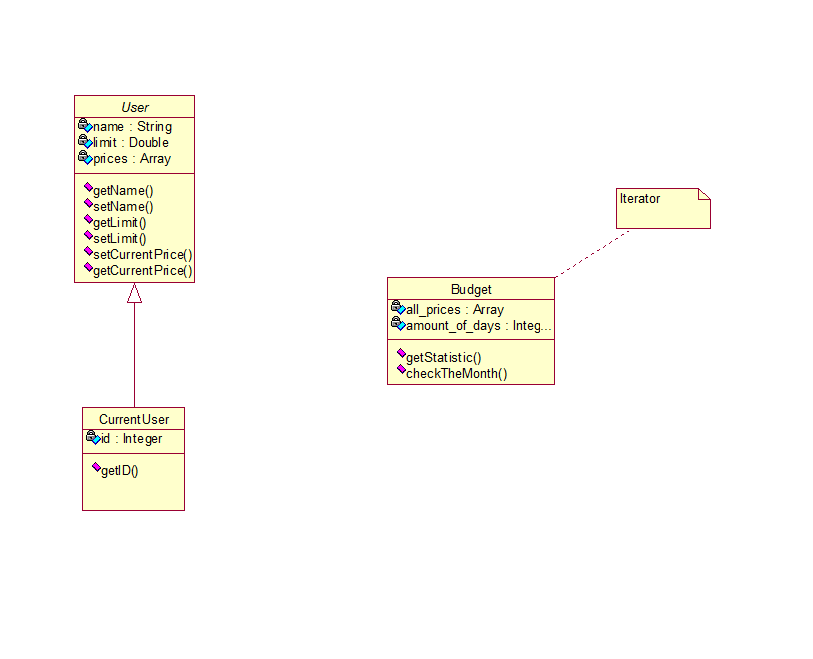 User
name : String
limit : Double
prices : Array
getName()
setName()
getLimit()
setLimit()
setCurrentPrice()
getCurrentPrice()
Iterator
Budget
all_prices : Array
amount_of_days : Integ...
getStatistic()
checkTheMonth()
CurrentUser
id : Integer
getID()